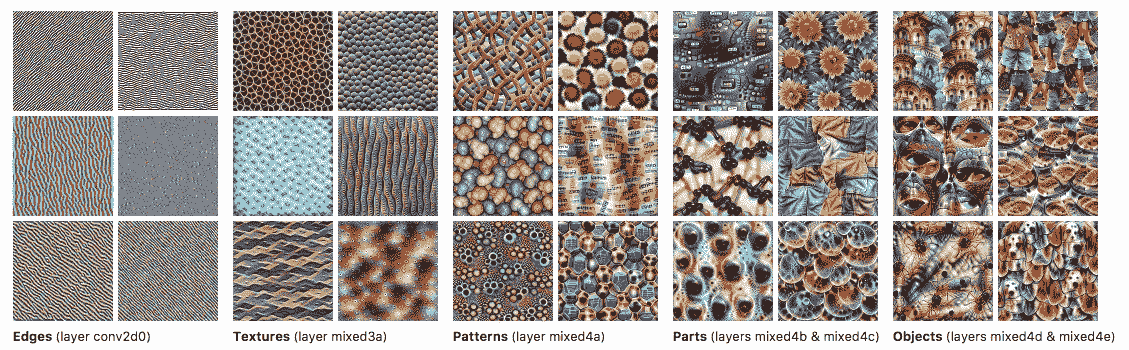 Edges (layer conv2d0)
Textures (layer mixed3a)
Patterns (layer mixed4a)
Parts (layers mixed4b & mixed4c)
Objects (layers mixed4d & mixed4e)